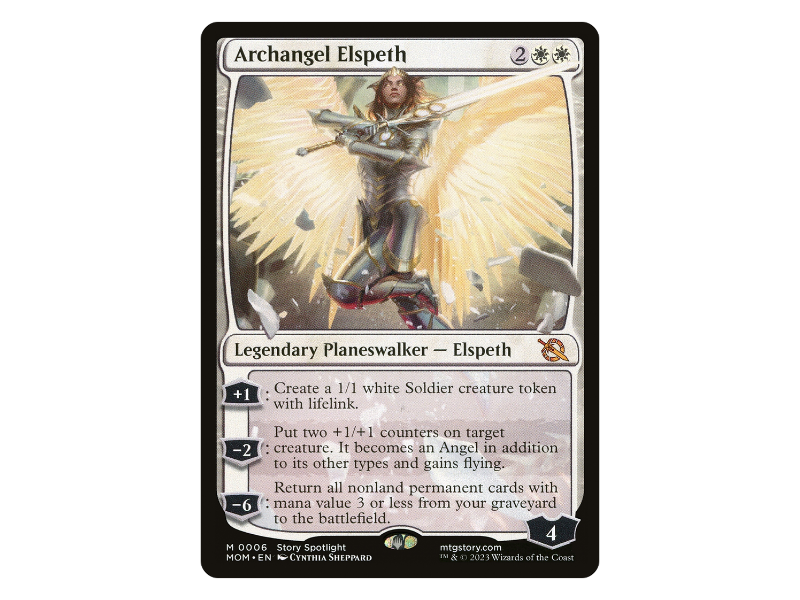 Archangel Elspeth 2
Legendary Planeswalker — Elspeth
+1: Create a 1/1 white Soldier creature token
with lifelink.
Put two +1/+1 counters on target
−2: creature. It becomes an Angel in addition
to its other types and gains flying.
Return all nonland permanent cards with
−6: mana value 3 or less from your graveyard
to the battlefield.
4
M 0006 Story Spotlight mtgstory.com
MOM • EN Cynthia Sheppard ™ & © 2023 Wizards of the Coast